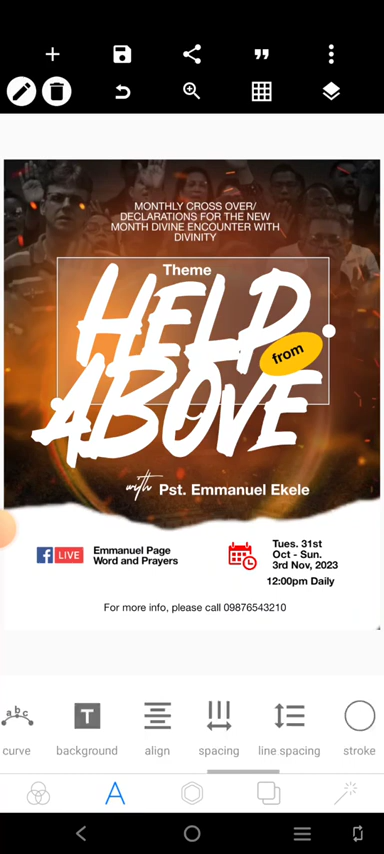 MONTHLY CROSS OVER/
DECLARATIONS FOR THE NEW
MONTH DIVINE ENCOUNTER WITH
DIVINITY
Theme
HELP
from
ABOVE
with Pst. Emmanuel Ekele
f LIVE
Emmanuel Page
Word and Prayers
Tues. 31st
Oct - Sun.
3rd Nov, 2023
12:00pm Daily
For more info, please call 09876543210
abc
T
curve background align spacing line spacing stroke
A